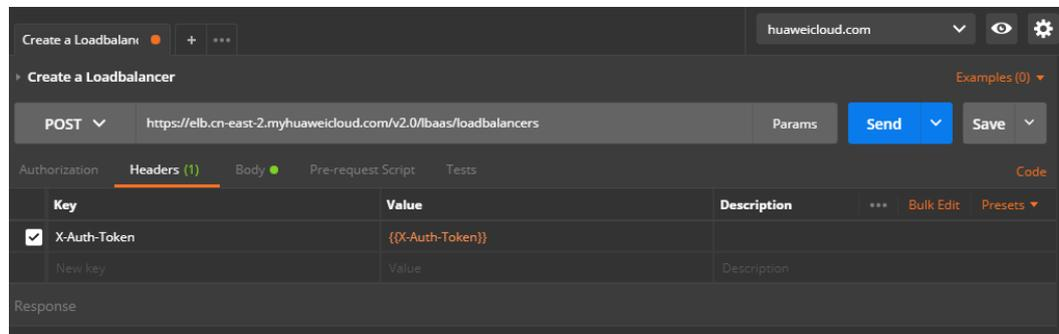 Create a Loadbalan + ••• huaweicloud.com
Create a Loadbalancer Examples (0)
POST https://elb.cn-east-2.myhuaweicloud.com/v2.0/lbaas/loadbalancers Params Send Save
Authorization Headers (1) Body Pre-request Script Tests Code
Key Value Description ••• Bulk Edit Presets
X-Auth-Token {{X-Auth-Token}}
New key Value Description
Response